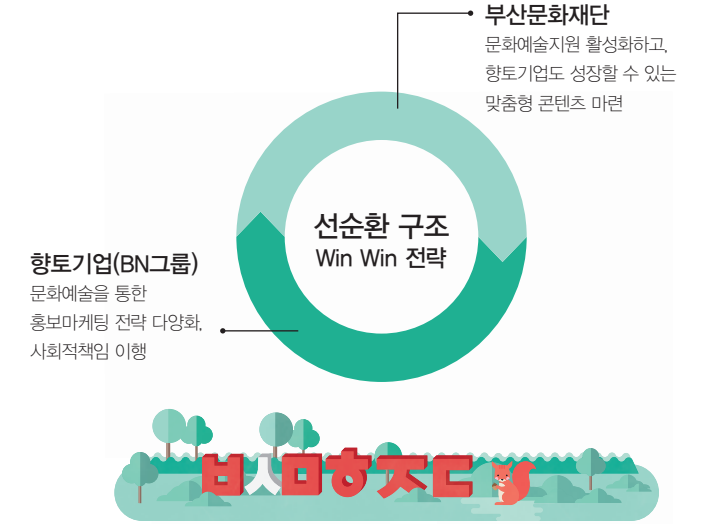 부산문화재단
문화예술지원 활성화하고,
향토기업도 성장할 수 있는
맞춤형 콘텐츠 마련
선순환 구조
Win Win 전략
향토기업(BN그룹)
문화예술을 통한
홍보마케팅 전략 다양화,
사회적책임 이행
ㅂㅅㅁㅎㅈㄷ